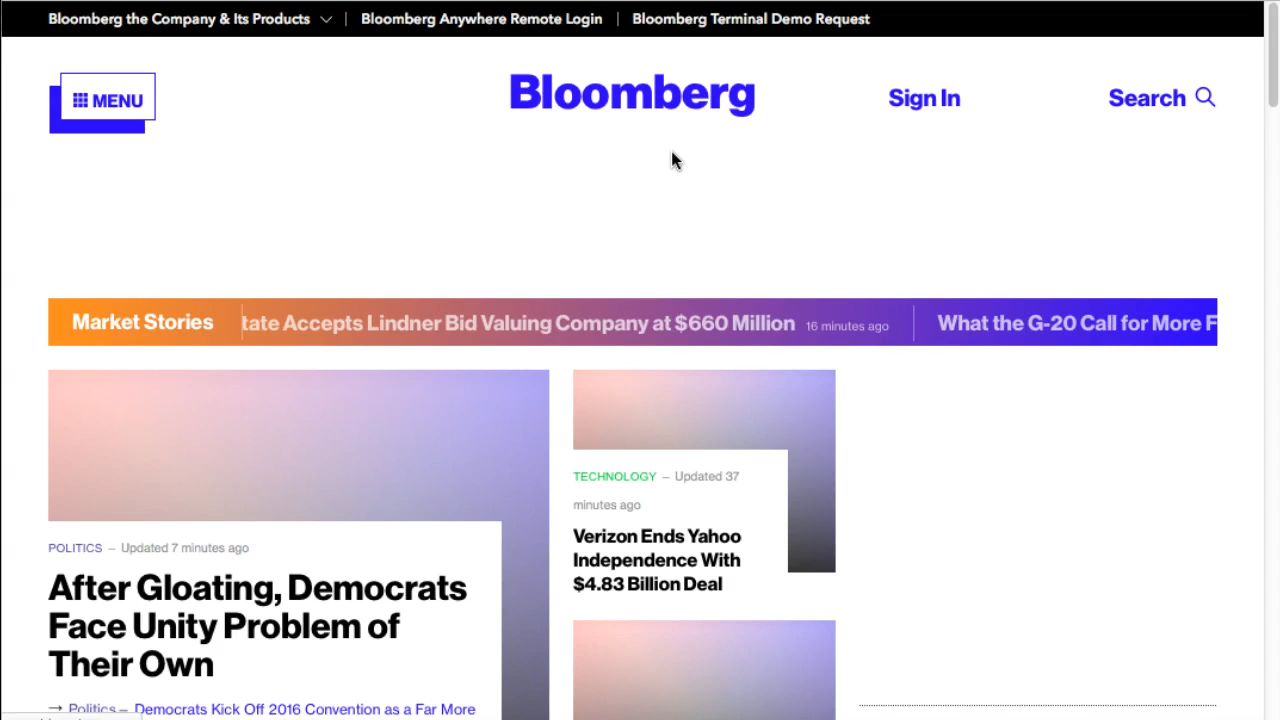 Bloomberg the Company & Its Products
Bloomberg Anywhere Remote Login
Bloomberg Terminal Demo Request
MENU
Bloomberg
Sign In
Search
Market Stories
tate Accepts Lindner Bid Valuing Company at $660 Million 16 minutes ago
What the G-20 Call for More F
POLITICS – Updated 7 minutes ago
After Gloating, Democrats
Face Unity Problem of
Their Own
→ Politics – Democrats Kick Off 2016 Convention as a Far More
TECHNOLOGY – Updated 37
minutes ago
Verizon Ends Yahoo
Independence With
$4.83 Billion Deal